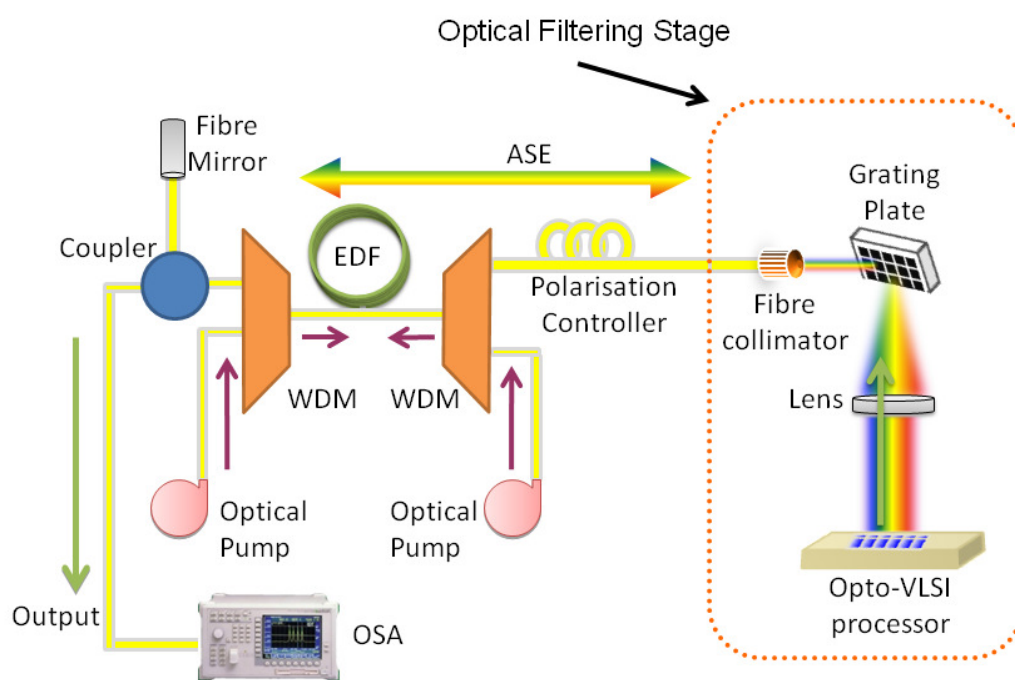 Optical Filtering Stage
Fibre
Mirror
ASE
Grating
Plate
Coupler
EDF
Polarisation
Controller
Fibre
collimator
WDM
WDM
Lens
Optical
Pump
Optical
Pump
Output
OSA
Opto-VLSI
processor